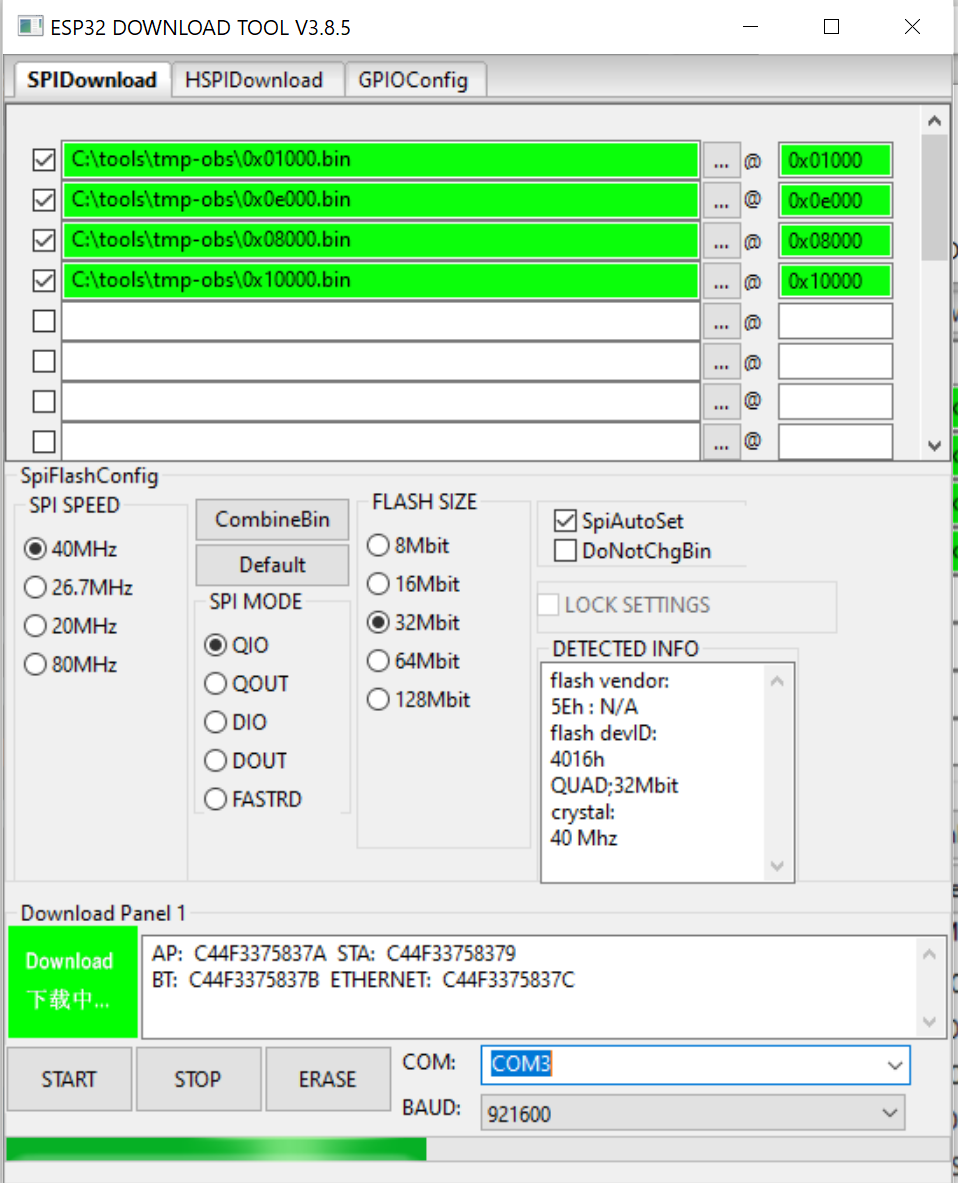 ESP32 DOWNLOAD TOOL V3.8.5
SPIDownload HSPIDownload GPIOConfig
C:\tools\tmp-obs\0x01000.bin ... @ 0x01000
C:\tools\tmp-obs\0x0e000.bin ... @ 0x0e000
C:\tools\tmp-obs\0x08000.bin ... @ 0x08000
C:\tools\tmp-obs\0x10000.bin ... @ 0x10000
... @
... @
... @
... @
SpiFlashConfig
SPI SPEED
40MHz
26.7MHz
20MHz
80MHz
CombineBin
Default
SPI MODE
QIO
QOUT
DIO
DOUT
FASTRD
FLASH SIZE
8Mbit
16Mbit
32Mbit
64Mbit
128Mbit
SpiAutoSet
DoNotChgBin
LOCK SETTINGS
DETECTED INFO
flash vendor:
5Eh : N/A
flash devID:
4016h
QUAD;32Mbit
crystal:
40 Mhz
Download Panel 1
Download
下载中...
AP: C44F3375837A STA: C44F33758379
BT: C44F3375837B ETHERNET: C44F3375837C
START STOP ERASE
COM: COM3
BAUD: 921600